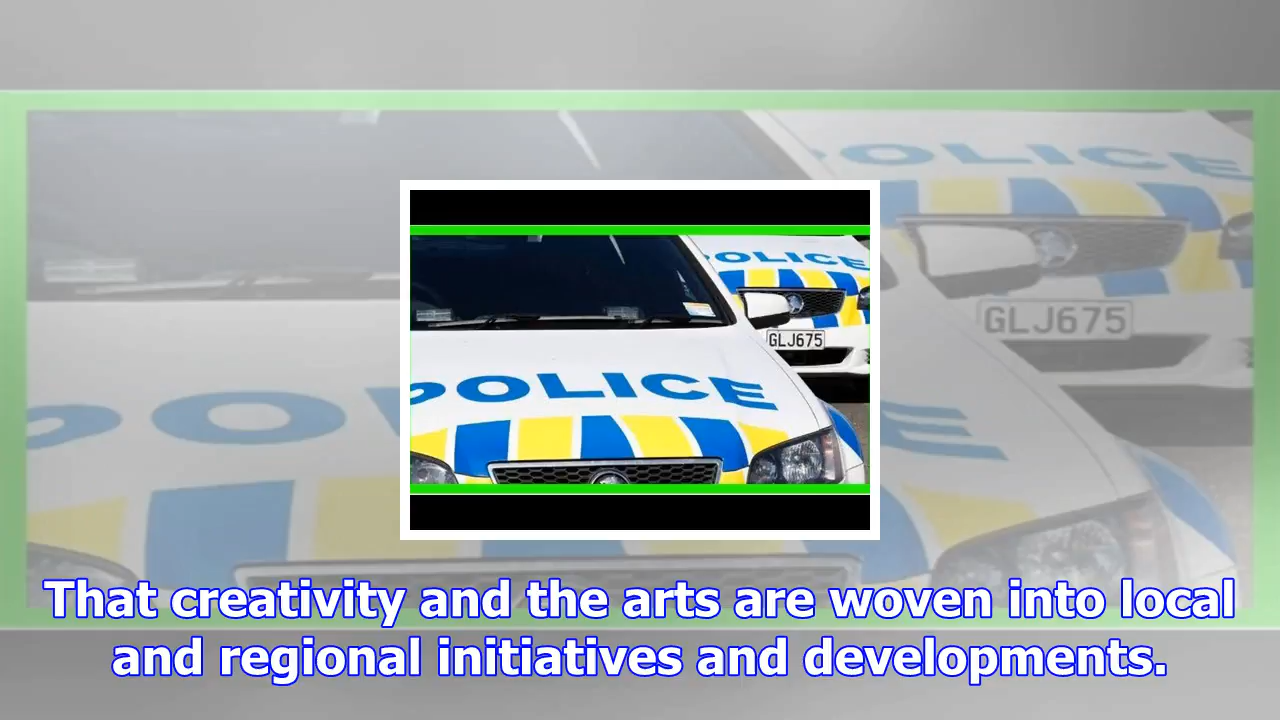 POLICE
GLJ675
POLICE
POLICE
GLJ675
POLICE
That creativity and the arts are woven into local
and regional initiatives and developments.